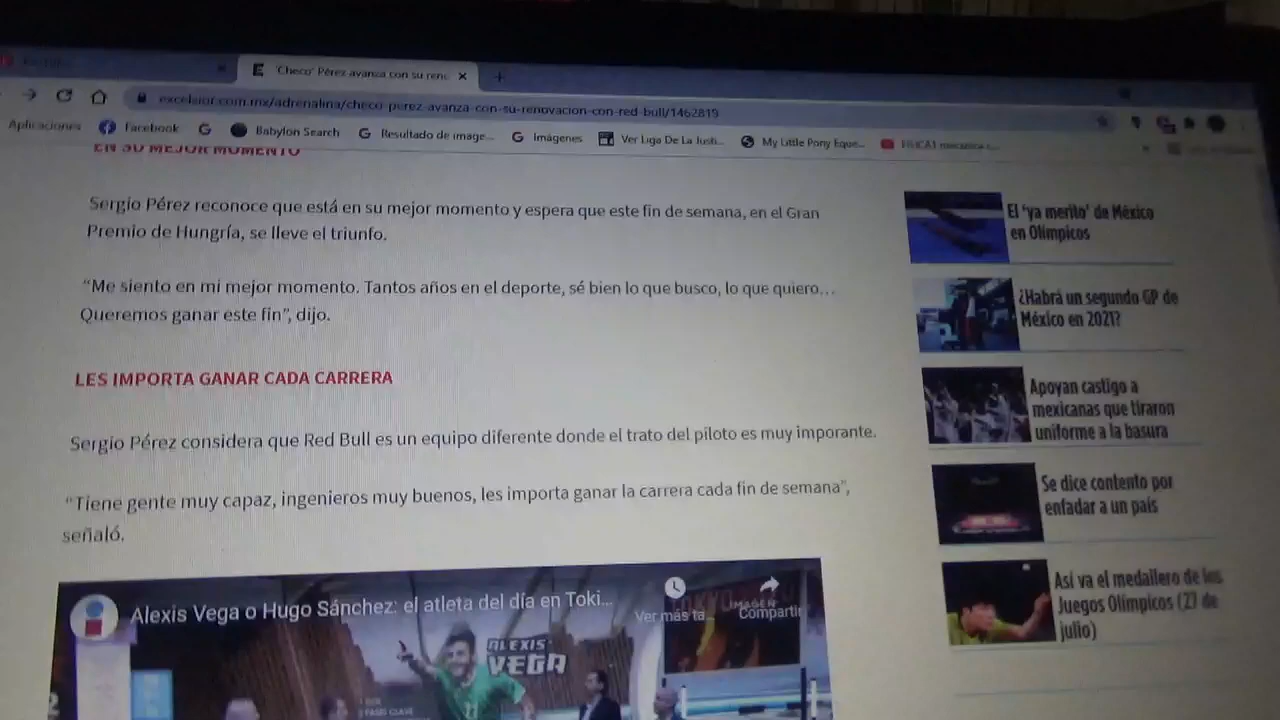 'Checo' Pérez avanza con su reno
excelsior.com.mx/adrenalina/checo-perez-avanza-con-su-renovacion-con-red-bull/1462819
Aplicaciones
Facebook
Babylon Search
Resultado de image...
Imágenes
Ver Liga De La Justi...
My Little Pony Eque...
FISICA1 mecánica
EN SU MEJOR MOMENTO
Sergio Pérez reconoce que está en su mejor momento y espera que este fin de semana, en el Gran
Premio de Hungría, se lleve el triunfo.
“Me siento en mi mejor momento. Tantos años en el deporte, sé bien lo que busco, lo que quiero…
Queremos ganar este fin”, dijo.
LES IMPORTA GANAR CADA CARRERA
Sergio Pérez considera que Red Bull es un equipo diferente donde el trato del piloto es muy imporante.
“Tiene gente muy capaz, ingenieros muy buenos, les importa ganar la carrera cada fin de semana”,
señaló.
Alexis Vega o Hugo Sánchez: el atleta del día en Toki...
Ver más ta...
Compartir
IMAGEN
ALEXIS
VEGA
El 'ya merito' de México
en Olímpicos
¿Habrá un segundo GP de
México en 2021?
Apoyan castigo a
mexicanas que tiraron
uniforme a la basura
Se dice contento por
enfadar a un país
Así va el medallero de los
Juegos Olímpicos (27 de
julio)